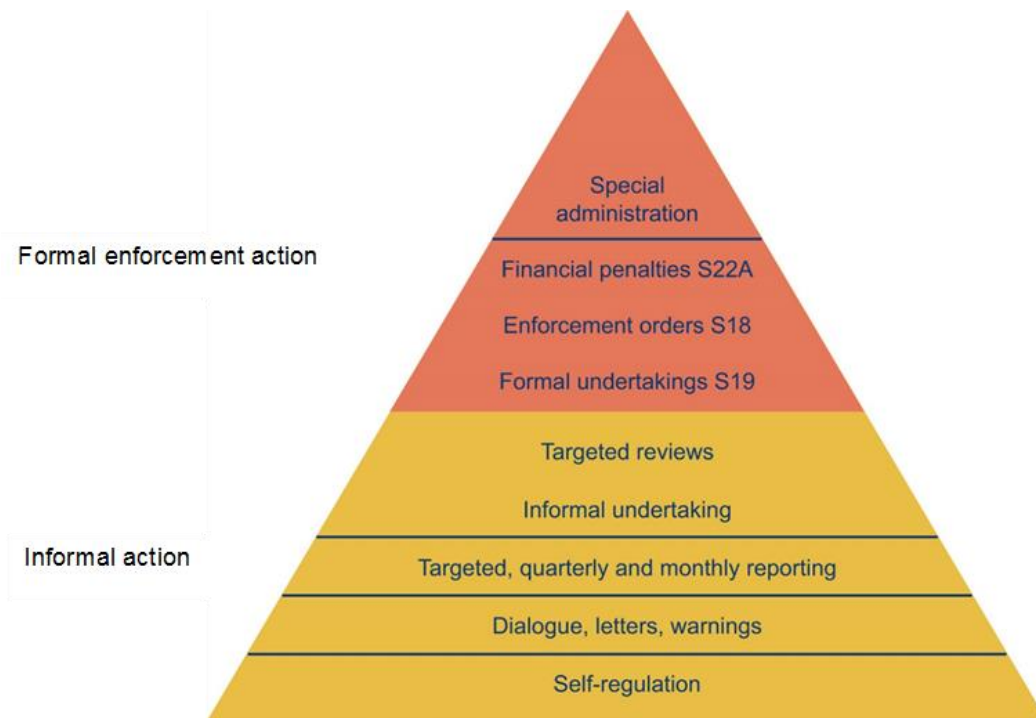 Special
administration
Formal enforcement action
Financial penalties S22A
Enforcement orders S18
Formal undertakings S19
Targeted reviews
Informal undertaking
Informal action
Targeted, quarterly and monthly reporting
Dialogue, letters, warnings
Self-regulation